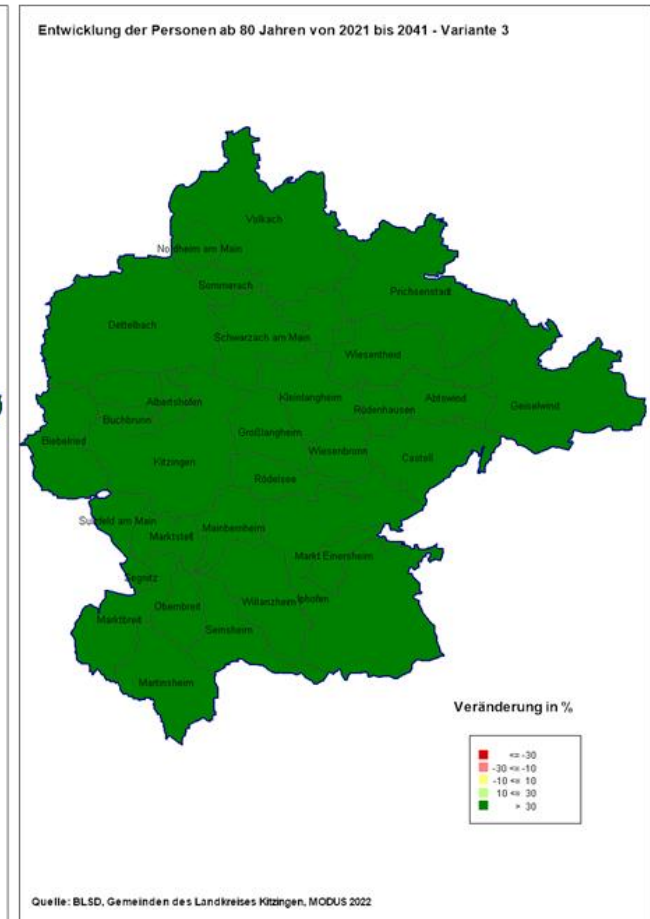 Entwicklung der Personen ab 80 Jahren von 2021 bis 2041 - Variante 3
Volkach
Nordheim am Main
Sommerach
Prichsenstadt
Dettelbach
Schwarzach am Main
Wiesentheid
Kleinlangheim
Abtswind
Albertshofen
Rüdenhausen
Geiselwind
Buchbrunn
Großlangheim
Biebelried
Wiesenbronn
Castell
Kitzingen
Rödelsee
Sulzfeld am Main
Mainbernheim
Marktsteft
Markt Einersheim
Segnitz
Willanzheim
Iphofen
Obernbreit
Marktbreit
Seinsheim
Martinsheim
Veränderung in %
<= -30
-30 <= -10
-10 <= 10
10 <= 30
> 30
Quelle: BLSD, Gemeinden des Landkreises Kitzingen, MODUS 2022